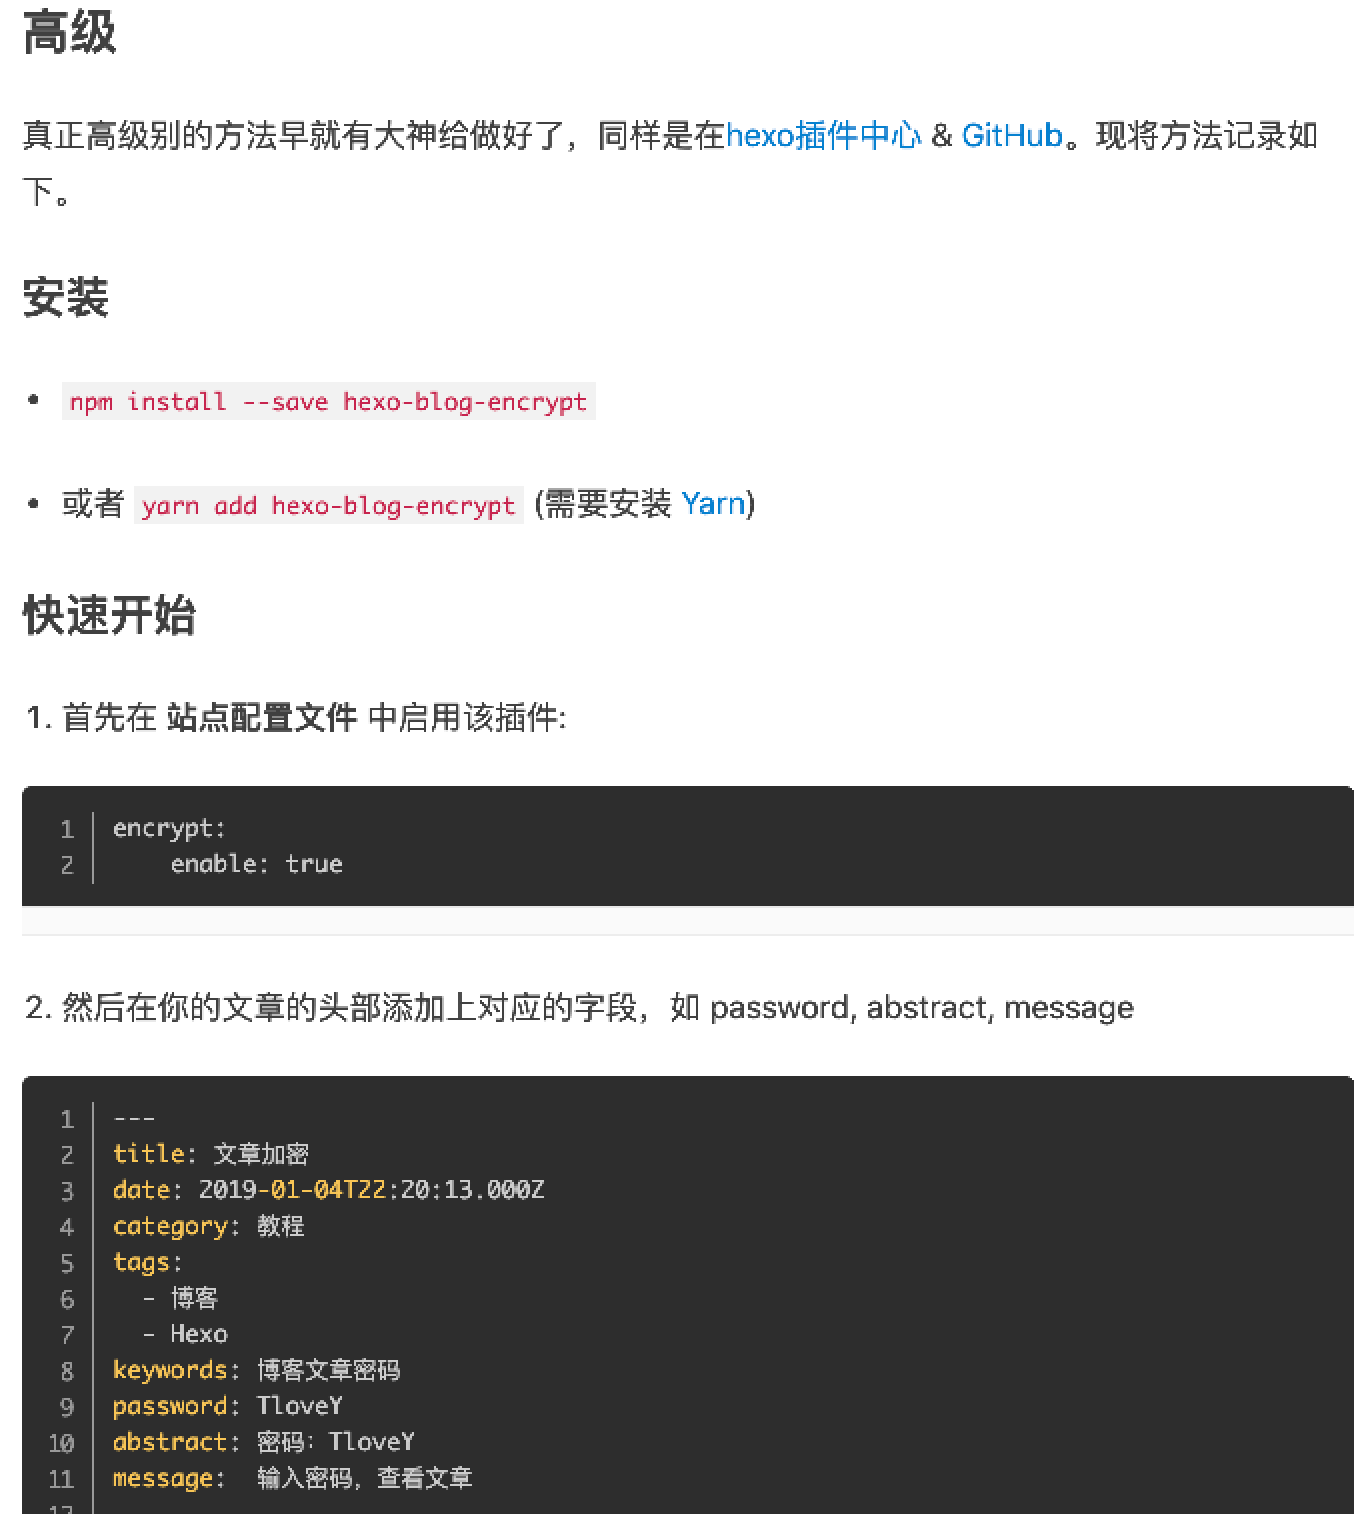 高级
真正高级别的方法早就有大神给做好了，同样是在hexo插件中心 & GitHub。现将方法记录如
下。
安装
• npm install --save hexo-blog-encrypt
• 或者 yarn add hexo-blog-encrypt (需要安装 Yarn)
快速开始
1. 首先在 站点配置文件 中启用该插件:
1 encrypt:
2     enable: true
2. 然后在你的文章的头部添加上对应的字段，如 password, abstract, message
1 ---
2 title: 文章加密
3 date: 2019-01-04T22:20:13.000Z
4 category: 教程
5 tags:
6   - 博客
7   - Hexo
8 keywords: 博客文章密码
9 password: TloveY
10 abstract: 密码：TloveY
11 message:  输入密码，查看文章